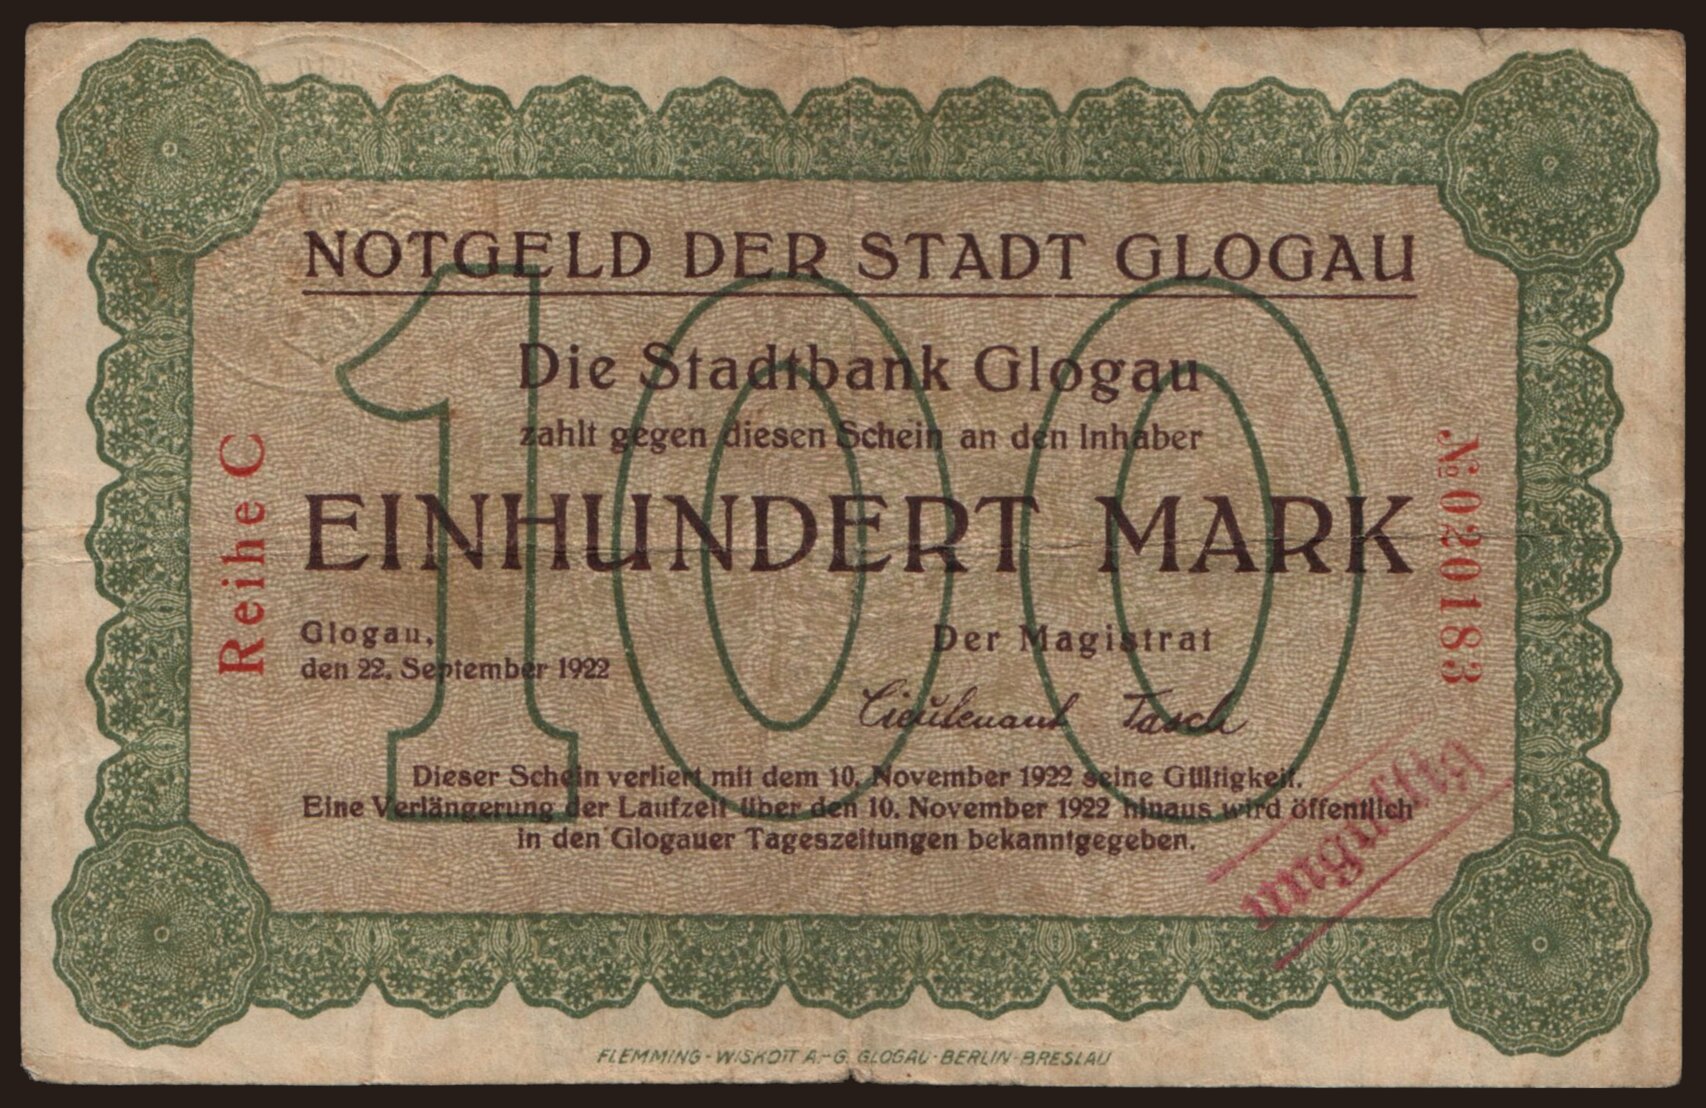 NOTGELD DER STADT GLOGAU
Die Stadtbank Glogau
zahlt gegen diesen Schein an den Inhaber
EINHUNDERT MARK
100
Reihe C
№ 020183
Glogau,
den 22. September 1922
Der Magistrat
Tasch
Dieser Schein verliert mit dem 10. November 1922 seine Gültigkeit.
Eine Verlängerung der Laufzeit über den 10. November 1922 hinaus wird öffentlich
in den Glogauer Tageszeitungen bekanntgegeben.
ungültig
FLEMMING-WISKOTT A.-G. GLOGAU-BERLIN-BRESLAU